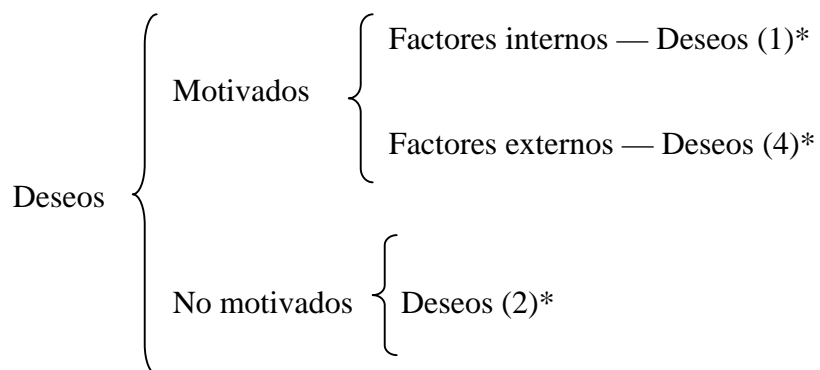 Factores internos — Deseos (1)*
Motivados
Factores externos — Deseos (4)*
Deseos
No motivados
Deseos (2)*